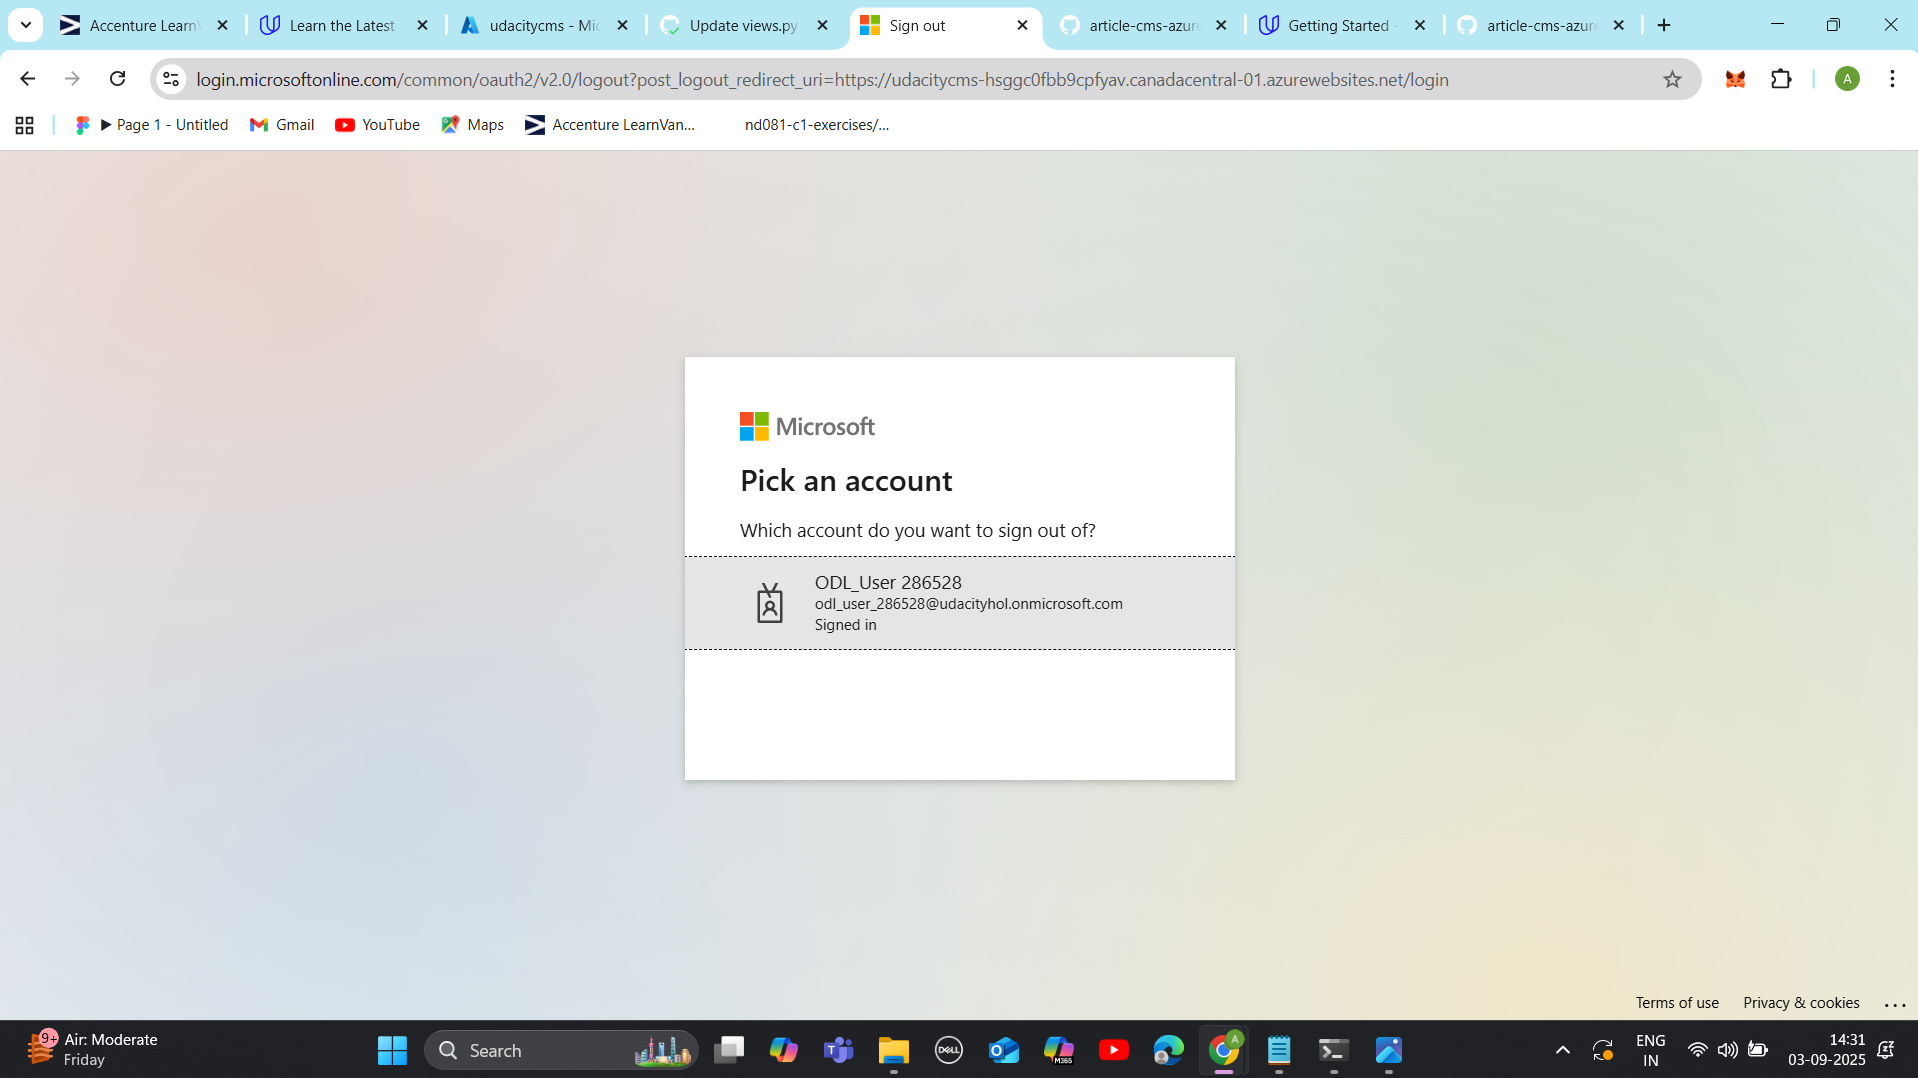 Accenture Learn
Learn the Latest
udacitycms - Mic
Update views.py
Sign out
article-cms-azure
Getting Started -
article-cms-azure
login.microsoftonline.com/common/oauth2/v2.0/logout?post_logout_redirect_uri=https://udacitycms-hsggc0fbb9cpfyav.canadacentral-01.azurewebsites.net/login
A
▶ Page 1 - Untitled
Gmail
YouTube
Maps
Accenture LearnVan...
nd081-c1-exercises/...
Microsoft
Pick an account
Which account do you want to sign out of?
ODL_User 286528
odl_user_286528@udacityhol.onmicrosoft.com
Signed in
Terms of use
Privacy & cookies
...
9+
Air: Moderate
Friday
Search
DELL
M365
A
ENG
IN
14:31
03-09-2025